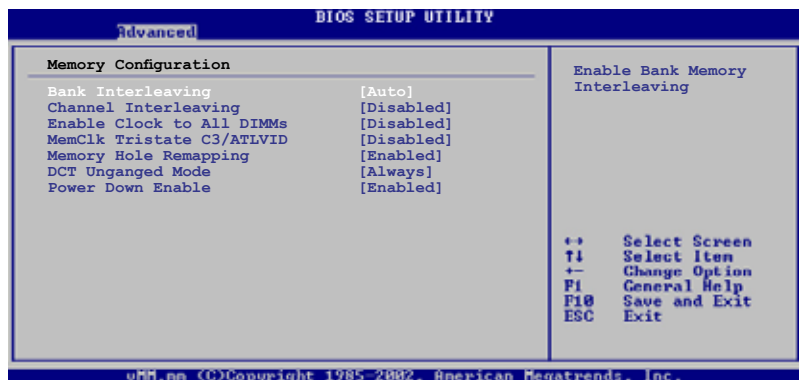 BIOS SETUP UTILITY
Advanced
Memory Configuration
Bank Interleaving [Auto]
Channel Interleaving [Disabled]
Enable Clock to All DIMMs [Disabled]
MemClk Tristate C3/ATLVID [Disabled]
Memory Hole Remapping [Enabled]
DCT Unganged Mode [Always]
Power Down Enable [Enabled]
Enable Bank Memory
Interleaving
←→ Select Screen
↑↓ Select Item
+- Change Option
F1 General Help
F10 Save and Exit
ESC Exit
vMM.mm (C)Copyright 1985-2002, American Megatrends, Inc.